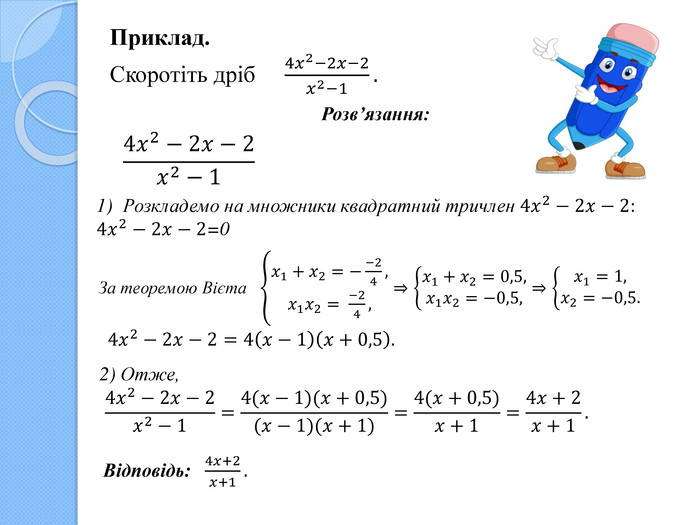 Приклад.
Скоротіть дріб (4x²−2x−2)/(x²−1) .
Розв’язання:
(4x² − 2x − 2)/(x² − 1)
1) Розкладемо на множники квадратний тричлен 4x² − 2x − 2:
4x² − 2x − 2=0
За теоремою Вієта { x₁ + x₂ = − (−2)/4 , x₁x₂ = (−2)/4 , ⇒ { x₁ + x₂ = 0,5, x₁x₂ = −0,5, ⇒ { x₁ = 1, x₂ = −0,5.
4x² − 2x − 2 = 4(x − 1)(x + 0,5).
2) Отже,
(4x² − 2x − 2)/(x² − 1) = (4(x − 1)(x + 0,5))/((x − 1)(x + 1)) = (4(x + 0,5))/(x + 1) = (4x + 2)/(x + 1) .
Відповідь: (4x+2)/(x+1) .